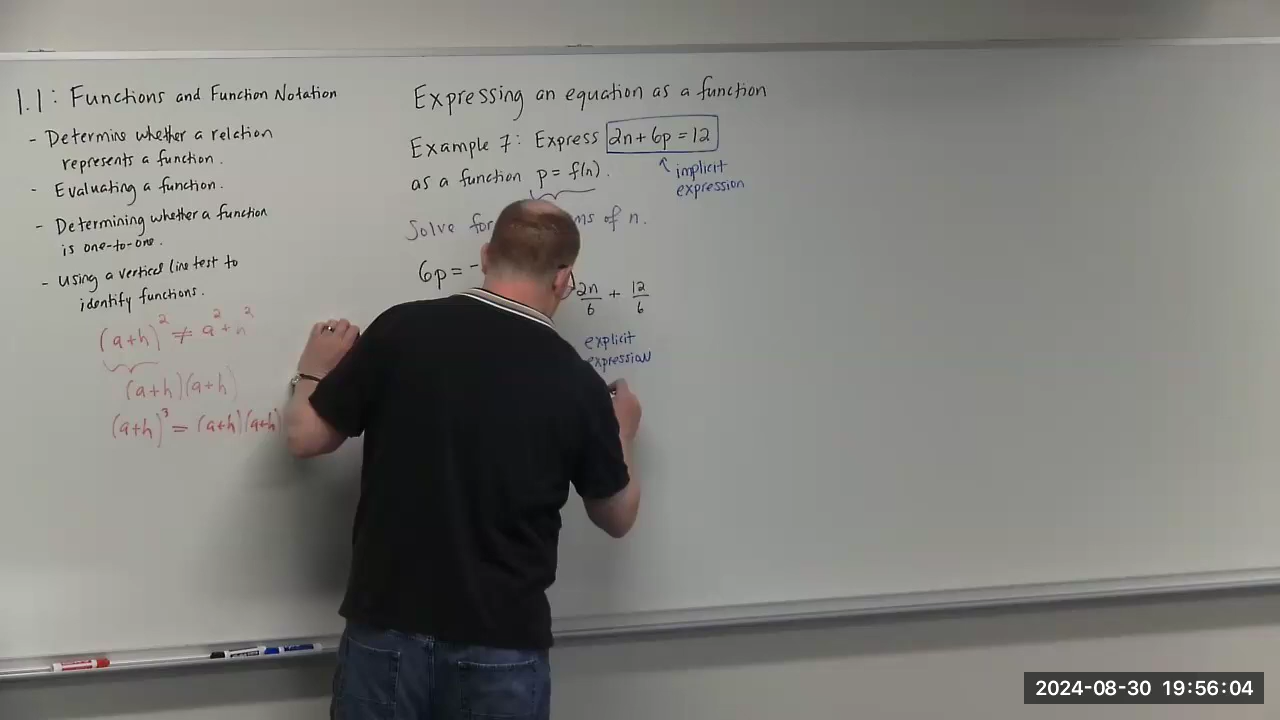 1.1: Functions and Function Notation
- Determine whether a relation
represents a function.
- Evaluating a function.
- Determining whether a function
is one-to-one.
- Using a vertical line test to
identify functions.
(a+h)² ≠ a² + h²
(a+h)(a+h)
(a+h)³ = (a+h)(a+h)
Expressing an equation as a function
Example 7: Express 2n + 6p = 12
as a function p = f(n).
implicit
expression
Solve for of n.
6p = -
2n/6 + 12/6
explicit
expression
2024-08-30 19:56:04